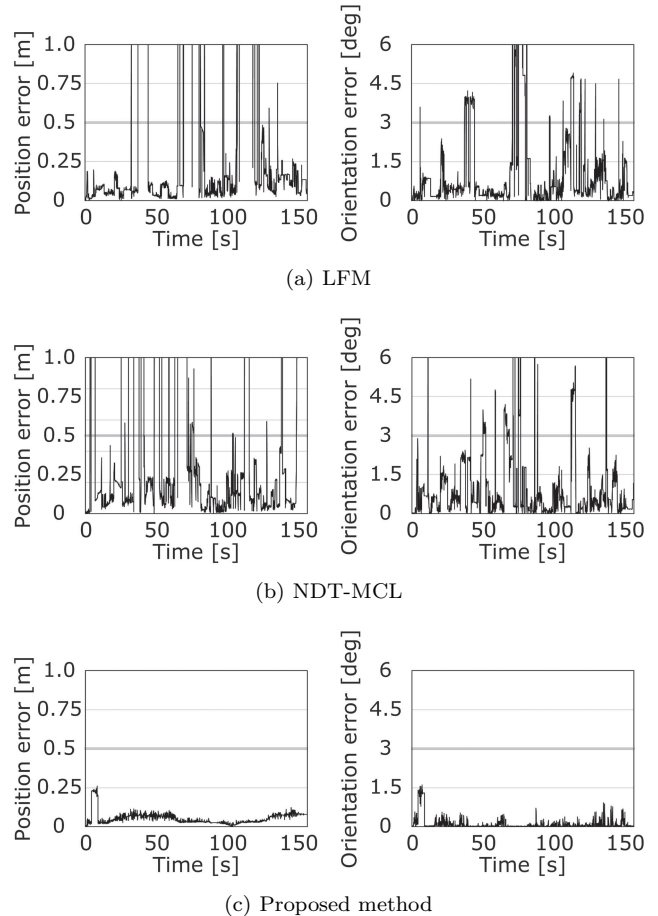 Position error [m]
1.0
0.75
0.5
0.25
0
0 50 100 150
Time [s]
Orientation error [deg]
6
4.5
3
1.5
0
0 50 100 150
Time [s]
(a) LFM
Position error [m]
1.0
0.75
0.5
0.25
0
0 50 100 150
Time [s]
Orientation error [deg]
6
4.5
3
1.5
0
0 50 100 150
Time [s]
(b) NDT-MCL
Position error [m]
1.0
0.75
0.5
0.25
0
0 50 100 150
Time [s]
Orientation error [deg]
6
4.5
3
1.5
0
0 50 100 150
Time [s]
(c) Proposed method